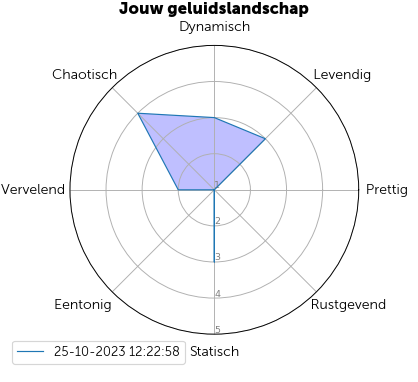 Jouw geluidslandschap
Dynamisch
Chaotisch
Levendig
Vervelend
1
Prettig
2
3
4
Eentonig
Rustgevend
5
25-10-2023 12:22:58
Statisch